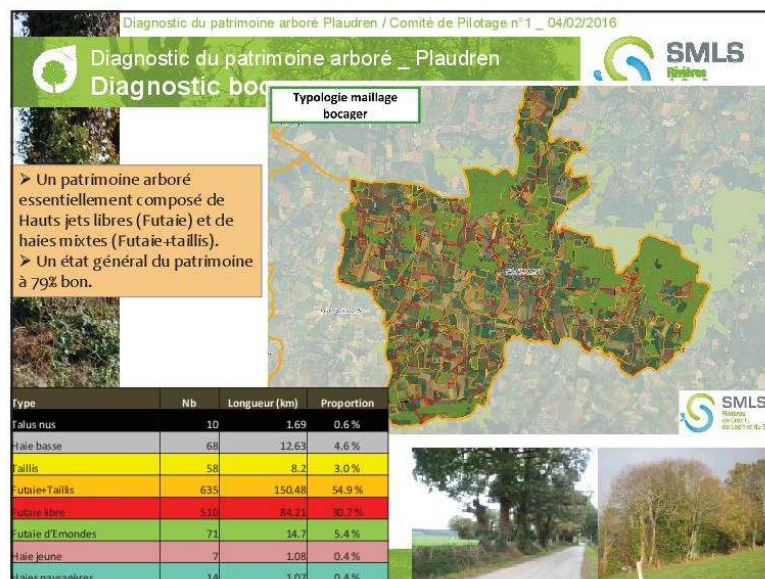 Diagnostic du patrimoine arboré Plaudren / Comité de Pilotage n°1 _ 04/02/2016
Diagnostic du patrimoine arboré _ Plaudren
Diagnostic boc
SMLS
Rivières
Typologie maillage
bocager
➢ Un patrimoine arboré
essentiellement composé de
Hauts jets libres (Futaie) et de
haies mixtes (Futaie+taillis).
➢ Un état général du patrimoine
à 79% bon.
Type Nb Longueur (km) Proportion
Talus nus 10 1.69 0.6 %
Haie basse 68 12.63 4.6 %
Taillis 58 8.2 3.0 %
Futaie+Taillis 635 150.48 54.9 %
Futaie libre 510 84.21 30.7 %
Futaie d'Emondes 71 14.7 5.4 %
Haie jeune 7 1.08 0.4 %
Haies paysagères 14 1.07 0.4 %
SMLS
Rivières